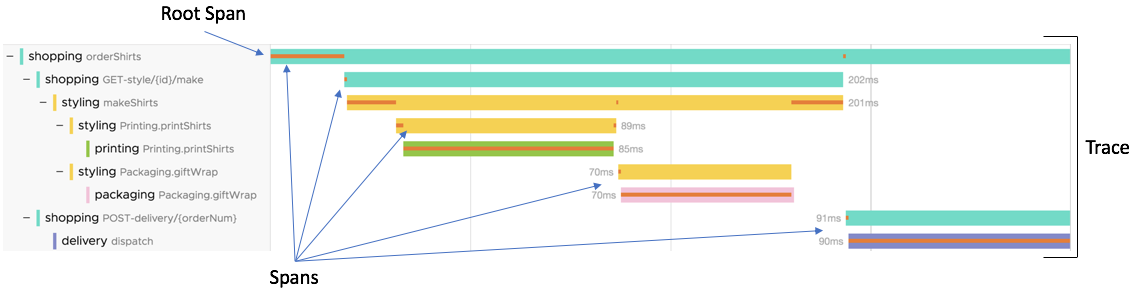 Root Span
shopping orderShirts
shopping GET-style/{id}/make
202ms
styling makeShirts
201ms
styling Printing.printShirts
89ms
printing Printing.printShirts
85ms
styling Packaging.giftWrap
70ms
packaging Packaging.giftWrap
70ms
shopping POST-delivery/{orderNum}
91ms
delivery dispatch
90ms
Trace
Spans